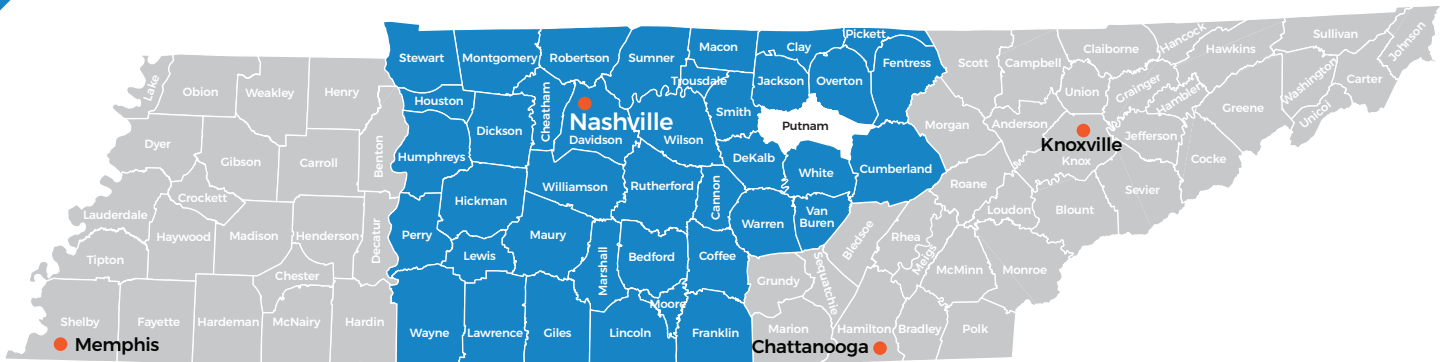 Lake
Obion
Weakley
Henry
Stewart
Montgomery
Robertson
Sumner
Macon
Clay
Pickett
Fentress
Scott
Campbell
Claiborne
Hancock
Hawkins
Sullivan
Johnson
Trousdale
Jackson
Overton
Union
Grainger
Hamblen
Washington
Carter
Houston
Cheatham
Smith
Greene
Unicoi
Dyer
Gibson
Carroll
Benton
Humphreys
Dickson
Nashville
Davidson
Wilson
Putnam
Morgan
Anderson
Knoxville
Knox
Jefferson
Cocke
DeKalb
White
Cumberland
Crockett
Williamson
Rutherford
Cannon
Roane
Loudon
Blount
Sevier
Lauderdale
Haywood
Madison
Henderson
Decatur
Perry
Hickman
Lewis
Maury
Marshall
Bedford
Coffee
Warren
Van
Buren
Bledsoe
Rhea
Meigs
McMinn
Monroe
Tipton
Chester
Moore
Grundy
Sequatchie
Shelby
Fayette
Hardeman
McNairy
Hardin
Wayne
Lawrence
Giles
Lincoln
Franklin
Marion
Hamilton
Bradley
Polk
Memphis
Chattanooga